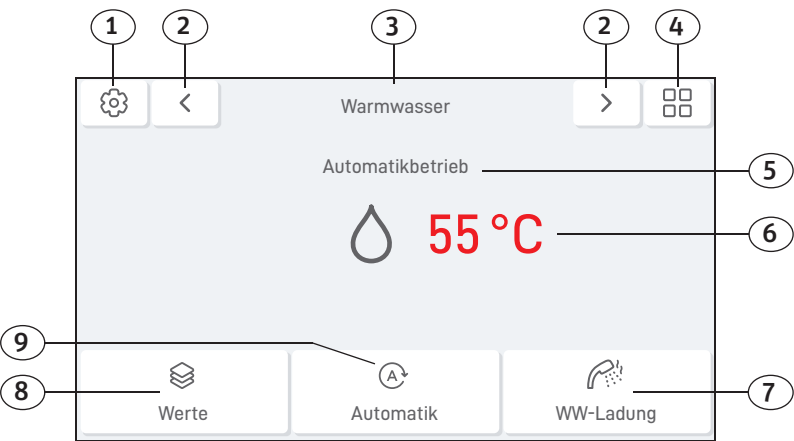 1 2 3 2 4
Warmwasser
Automatikbetrieb
5
55 °C
6
9
A
8
7
Werte Automatik WW-Ladung